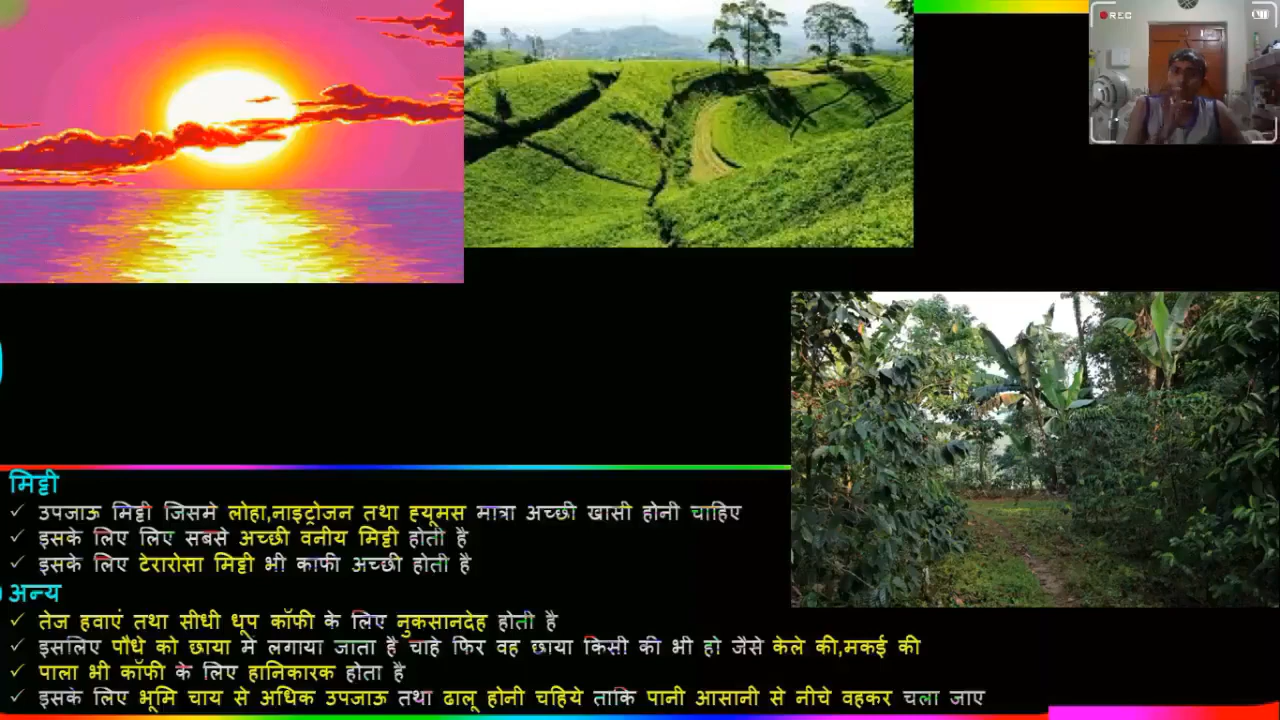 REC
मिट्टी
✓ उपजाऊ मिट्टी जिसमे लोहा,नाइट्रोजन तथा ह्यूमस मात्रा अच्छी खासी होनी चाहिए
✓ इसके लिए लिए सबसे अच्छी वनीय मिट्टी होती है
✓ इसके लिए टेरारोसा मिट्टी भी काफी अच्छी होती है
अन्य
✓ तेज हवाएं तथा सीधी धूप कॉफी के लिए नुकसानदेह होती है
✓ इसलिए पौधे को छाया में लगाया जाता है चाहे फिर वह छाया किसी की भी हो जैसे केले की,मकई की
✓ पाला भी कॉफी के लिए हानिकारक होता है
✓ इसके लिए भूमि चाय से अधिक उपजाऊ तथा ढालू होनी चहिये ताकि पानी आसानी से नीचे वहकर चला जाए